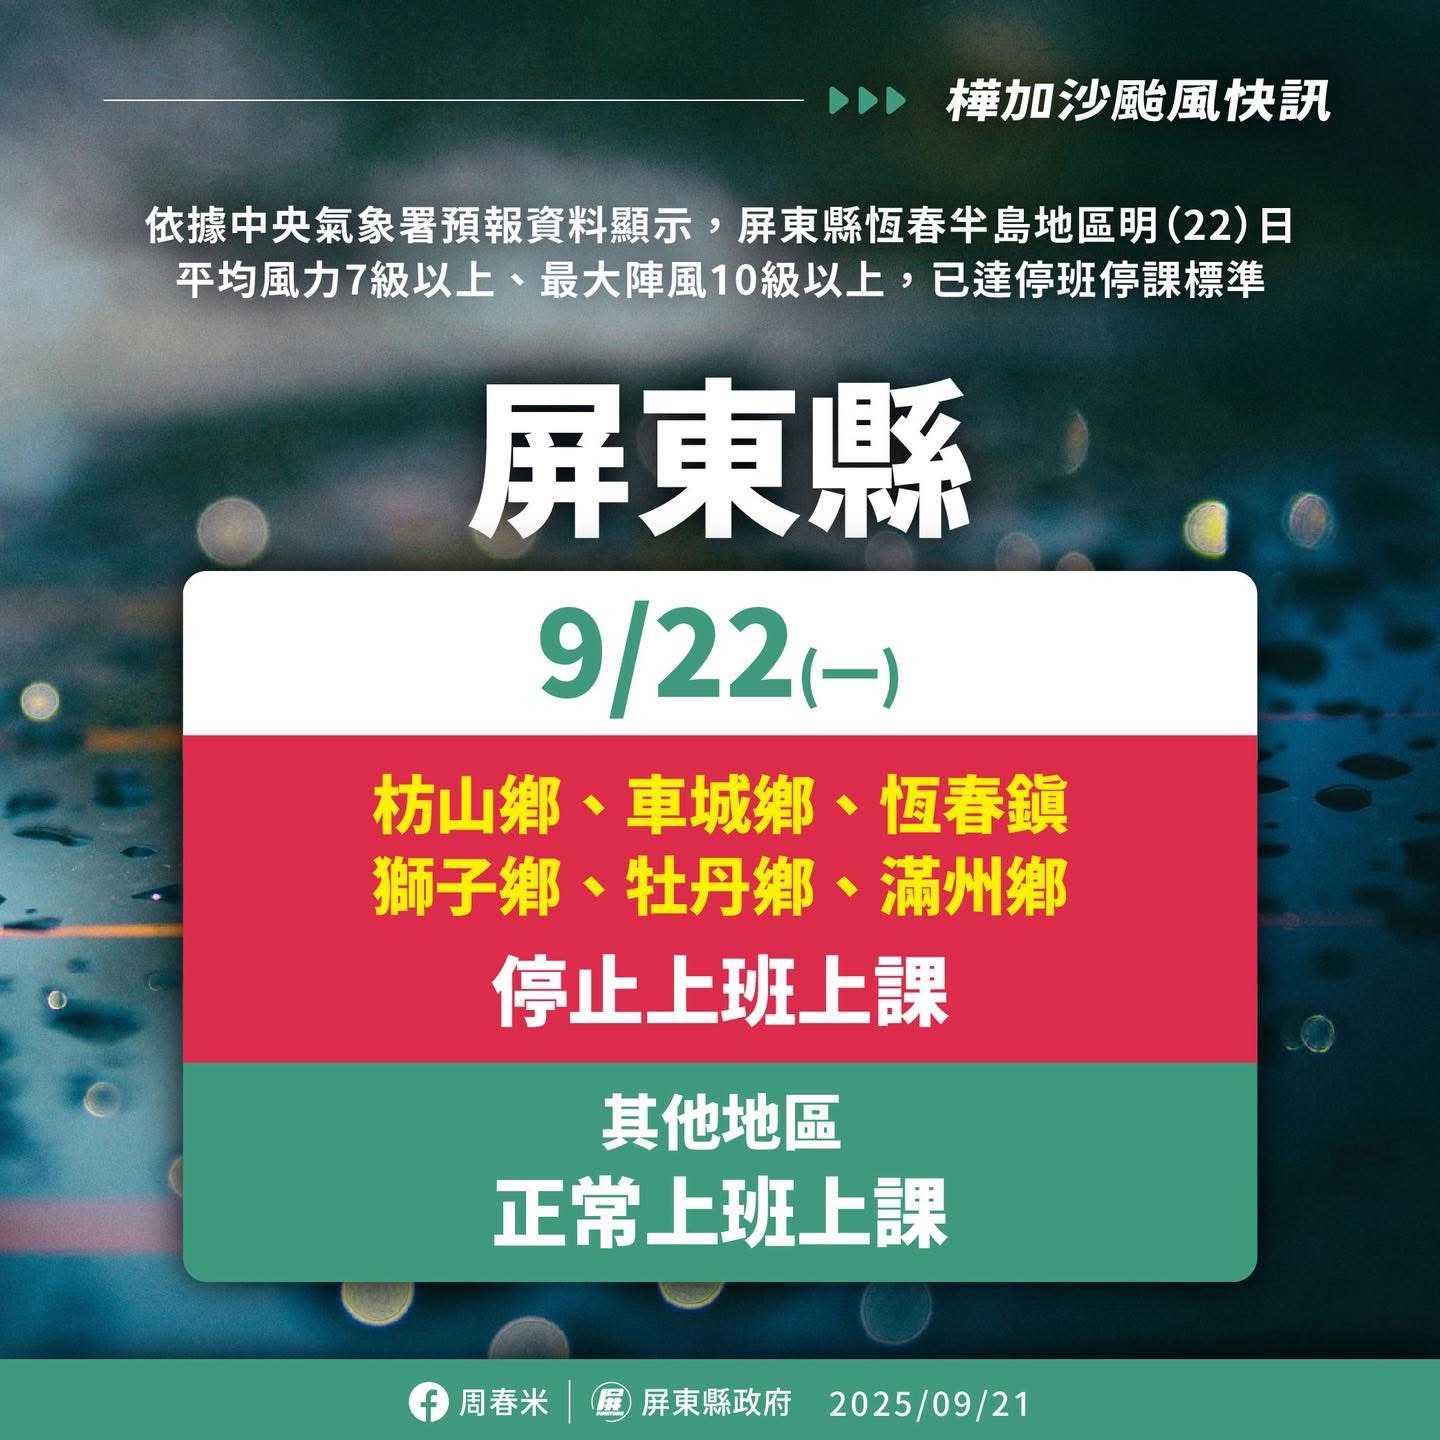 樺加沙颱風快訊
依據中央氣象署預報資料顯示，屏東縣恆春半島地區明(22)日
平均風力7級以上、最大陣風10級以上，已達停班停課標準
屏東縣
9/22(一)
枋山鄉、車城鄉、恆春鎮
獅子鄉、牡丹鄉、滿州鄉
停止上班上課
其他地區
正常上班上課
周春米 屏東縣政府 2025/09/21